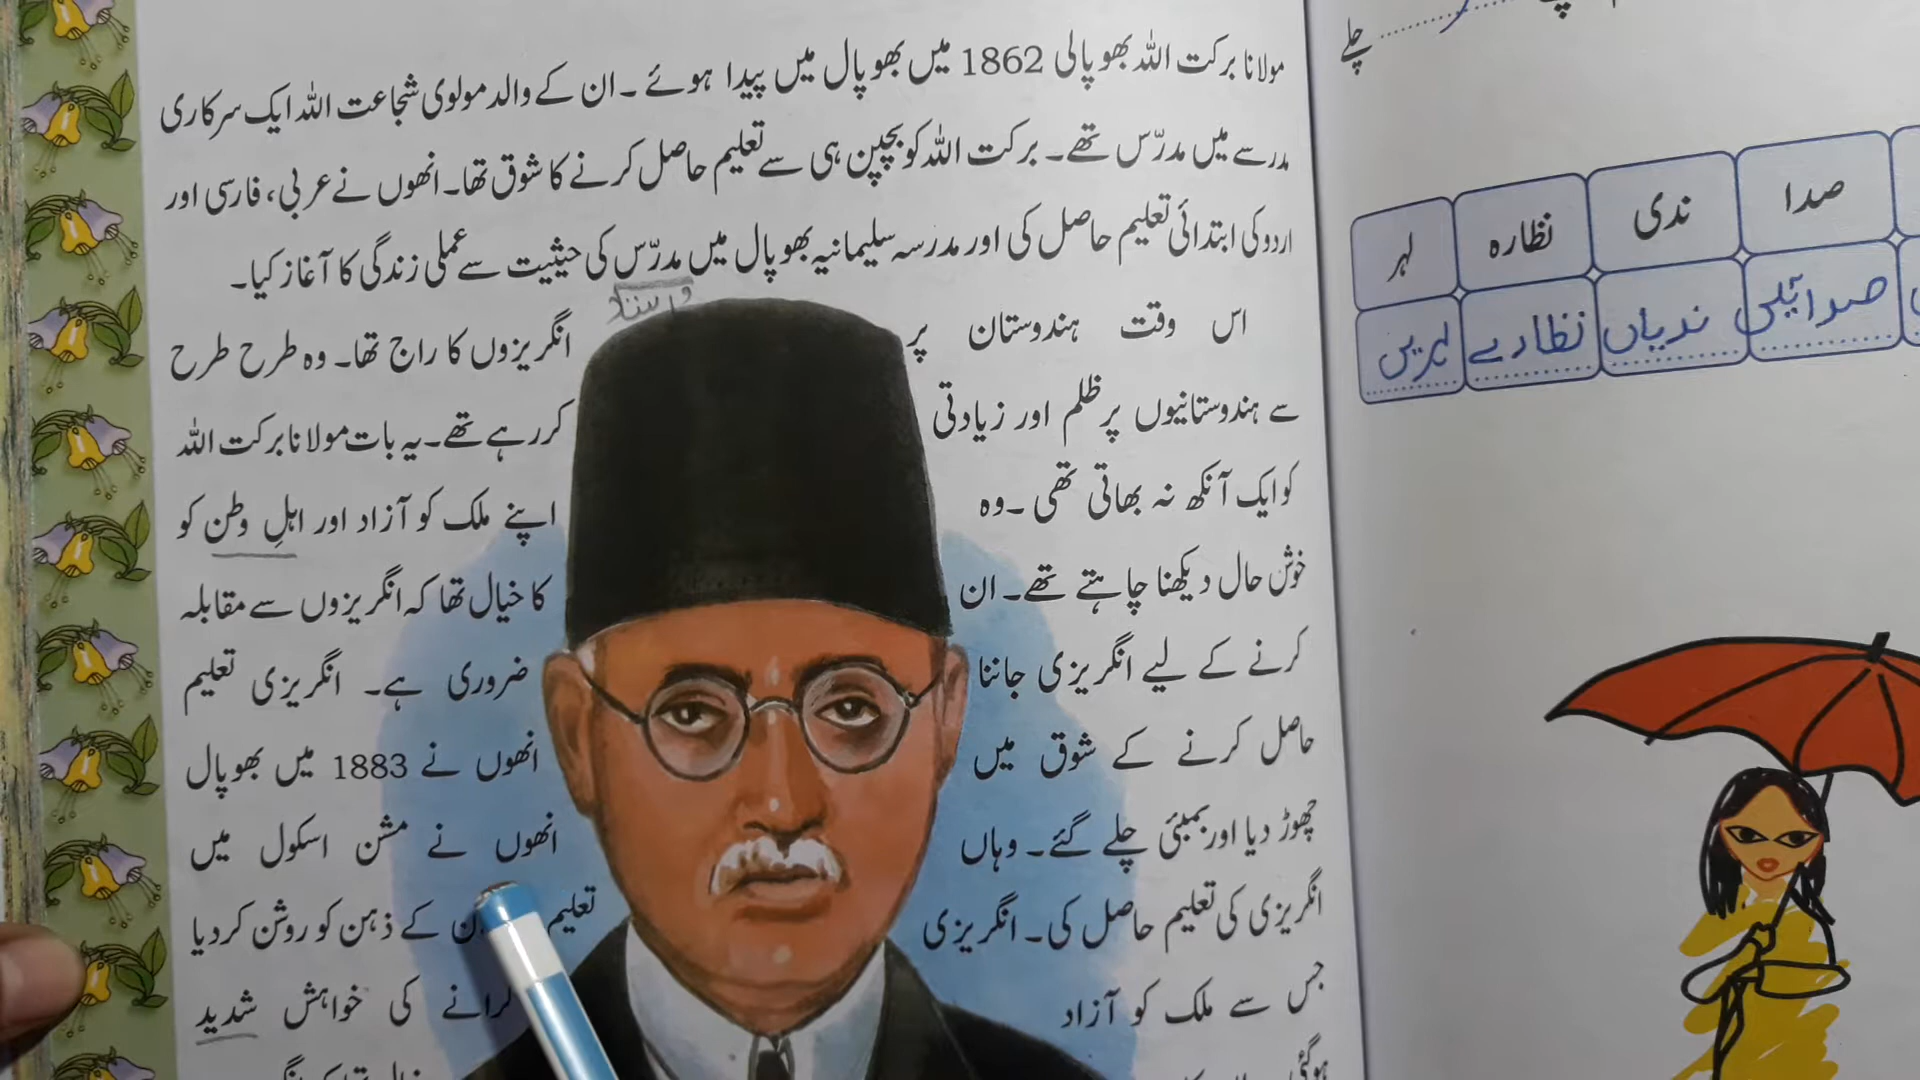 مولانا برکت اللہ بھوپالی 1862 میں بھوپال میں پیدا ہوئے ۔ ان کے والد مولوی شجاعت اللہ ایک سرکاری
مدرسے میں مدرّس تھے۔ برکت اللہ کو بچپن ہی سے تعلیم حاصل کرنے کا شوق تھا۔ انھوں نے عربی، فارسی اور
اردو کی ابتدائی تعلیم حاصل کی اور مدرسہ سلیمانیہ بھوپال میں مدرّس کی حیثیت سے عملی زندگی کا آغاز کیا۔
اس وقت ہندوستان پر انگریزوں کا راج تھا۔ وہ طرح طرح
سے ہندوستانیوں پر ظلم اور زیادتی کر رہے تھے۔ یہ بات مولانا برکت اللہ
کو ایک آنکھ نہ بھاتی تھی ۔ وہ اپنے ملک کو آزاد اور اہلِ وطن کو
خوش حال دیکھنا چاہتے تھے ۔ ان کا خیال تھا کہ انگریزوں سے مقابلہ
کرنے کے لیے انگریزی جاننا ضروری ہے۔ انگریزی تعلیم
حاصل کرنے کے شوق میں انھوں نے 1883 میں بھوپال
چھوڑ دیا اور بمبئی چلے گئے۔ وہاں انھوں نے مشن اسکول میں
انگریزی کی تعلیم حاصل کی۔ انگریزی تعلیم کے ذہن کو روشن کر دیا
جس سے ملک کو آزاد کرانے کی خواہش شدید
ہوگئی
چلے
صدا ندی نظارہ لہر
صدائیں ندیاں نظارے لہریں